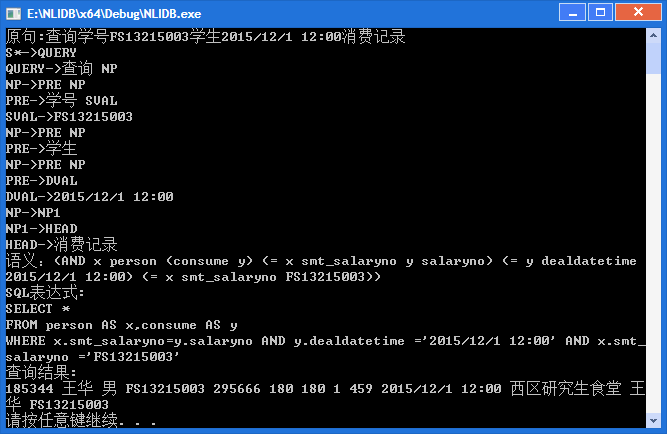 E:\NLIDB\x64\Debug\NLIDB.exe
原句:查询学号FS13215003学生2015/12/1 12:00消费记录
S*->QUERY
QUERY->查询 NP
NP->PRE NP
PRE->学号 SVAL
SVAL->FS13215003
NP->PRE NP
PRE->学生
NP->PRE NP
PRE->DVAL
DVAL->2015/12/1 12:00
NP->NP1
NP1->HEAD
HEAD->消费记录
语义: (AND x person (consume y) (= x smt_salaryno y salaryno) (= y dealdatetime
2015/12/1 12:00) (= x smt_salaryno FS13215003))
SQL表达式:
SELECT *
FROM person AS x,consume AS y
WHERE x.smt_salaryno=y.salaryno AND y.dealdatetime ='2015/12/1 12:00' AND x.smt_
salaryno ='FS13215003'
查询结果:
185344 王华 男 FS13215003 295666 180 180 1 459 2015/12/1 12:00 西区研究生食堂 王
华 FS13215003
请按任意键继续. . .